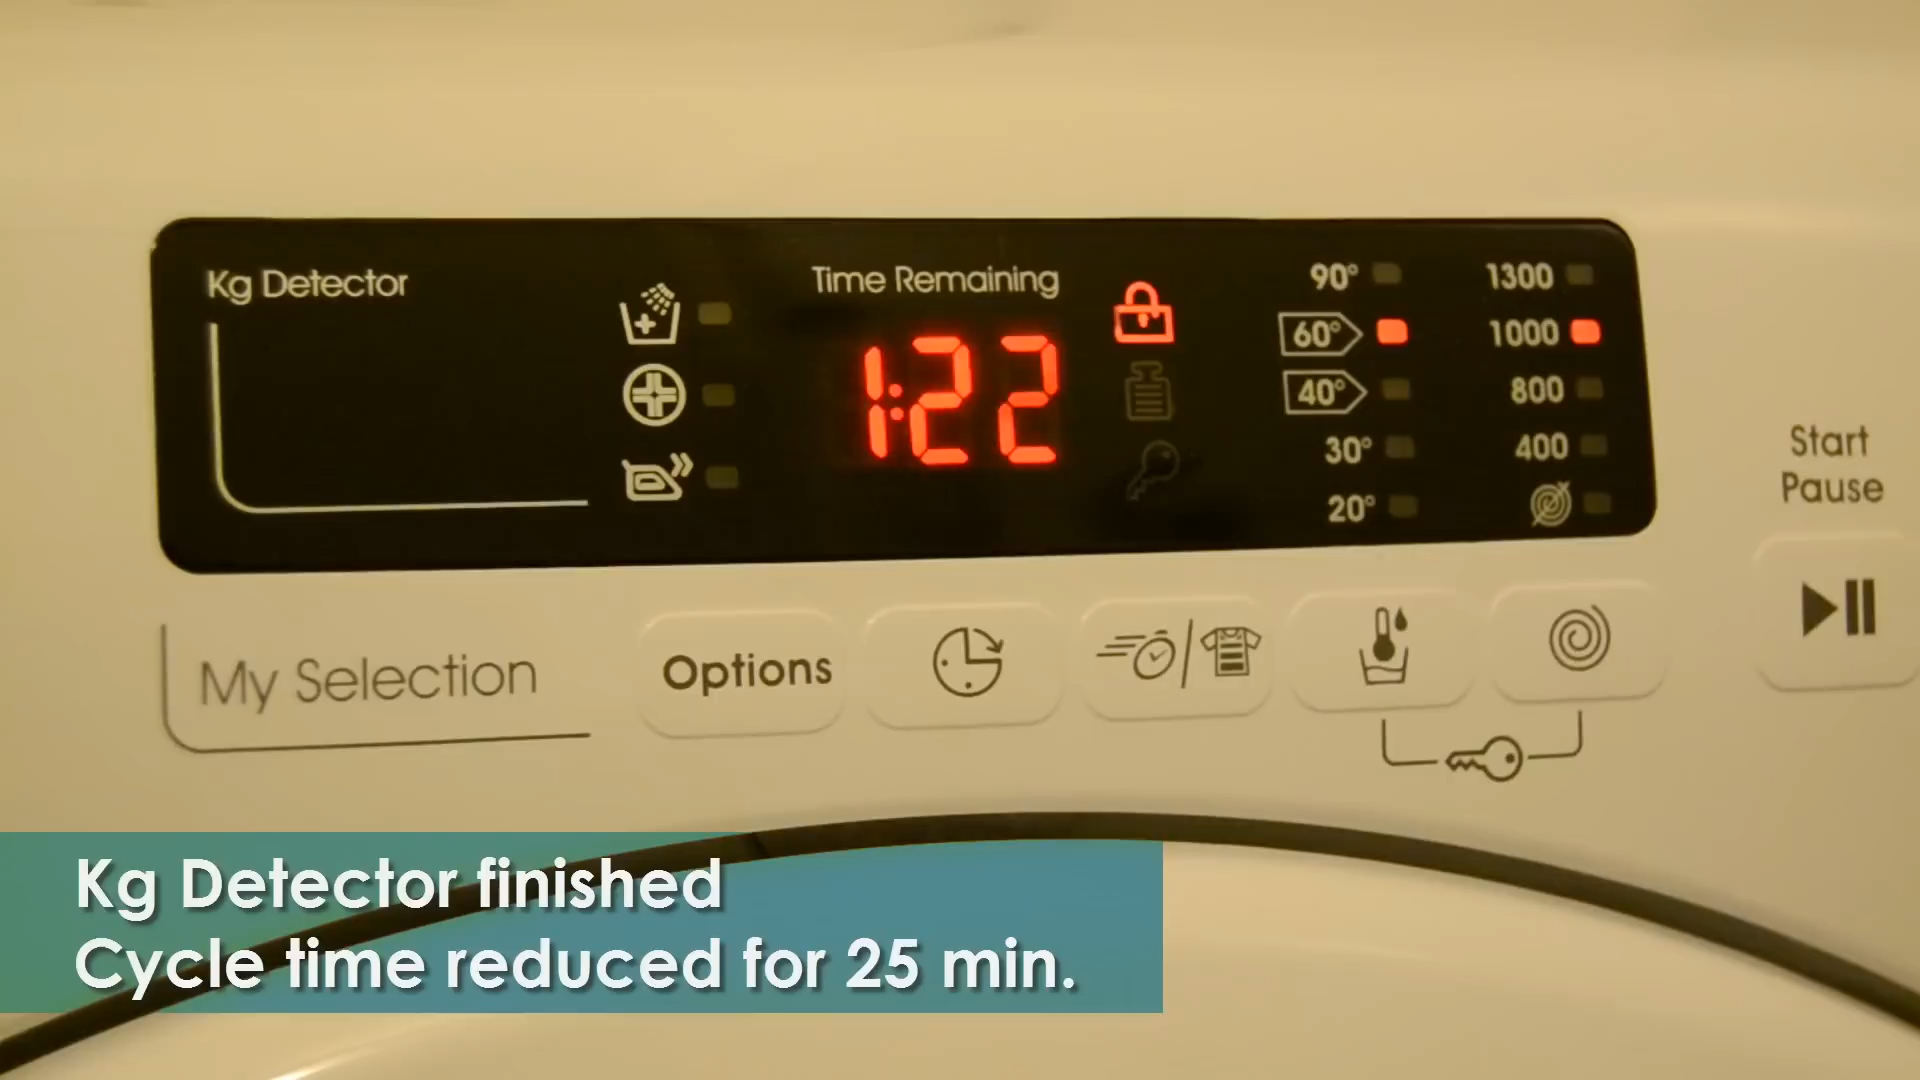 Kg Detector
Time Remaining
1:22
90°
60°
40°
30°
20°
1300
1000
800
400
Start
Pause
My Selection
Options
Kg Detector finished
Cycle time reduced for 25 min.